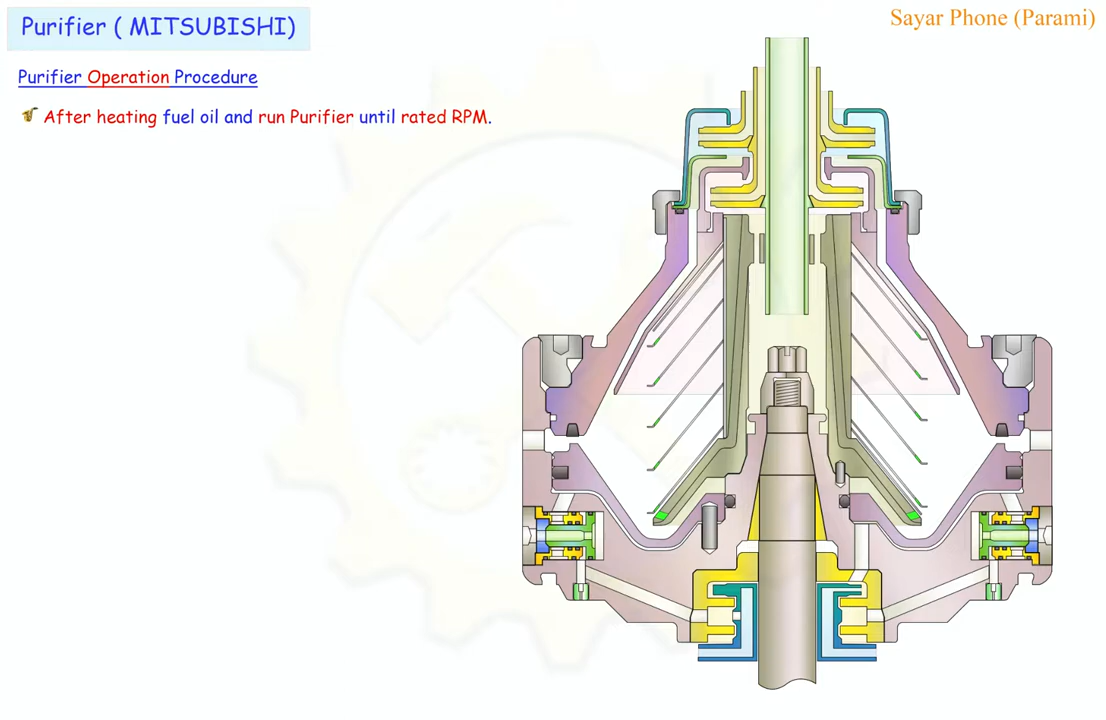 Purifier ( MITSUBISHI)
Sayar Phone (Parami)
Purifier Operation Procedure
After heating fuel oil and run Purifier until rated RPM.